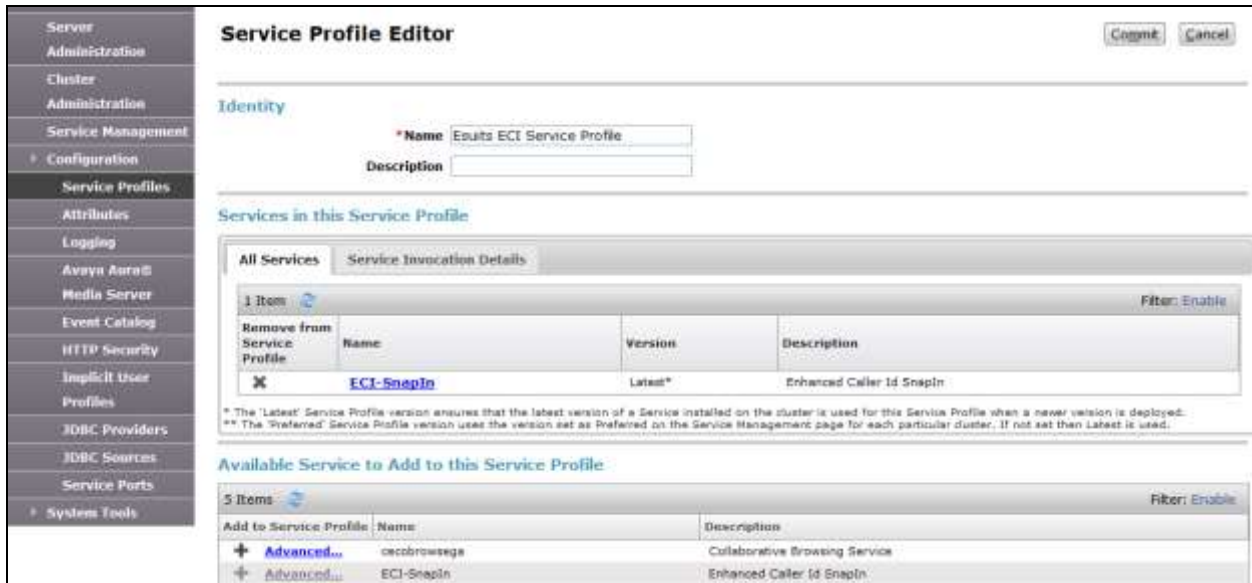 Server
Administration
Cluster
Administration
Service Management
Configuration
Service Profiles
Attributes
Logging
Avaya Aura®
Media Server
Event Catalog
HTTP Security
Implicit User
Profiles
JDBC Providers
JDBC Sources
Service Ports
System Tools
Service Profile Editor
Commit Cancel
Identity
*Name Esuits ECI Service Profile
Description
Services in this Service Profile
All Services Service Invocation Details
1 Item Filter: Enable
Remove from Service Profile Name Version Description
ECI-SnapIn Latest* Enhanced Caller Id SnapIn
* The 'Latest' Service Profile version ensures that the latest version of a Service installed on the cluster is used for this Service Profile when a newer version is deployed.
** The 'Preferred' Service Profile version uses the version set as Preferred on the Service Management page for each particular cluster. If not set then Latest is used.
Available Service to Add to this Service Profile
5 Items Filter: Enable
Add to Service Profile Name Description
Advanced... cecobrowsega Collaborative Browsing Service
Advanced... ECI-SnapIn Enhanced Caller Id SnapIn